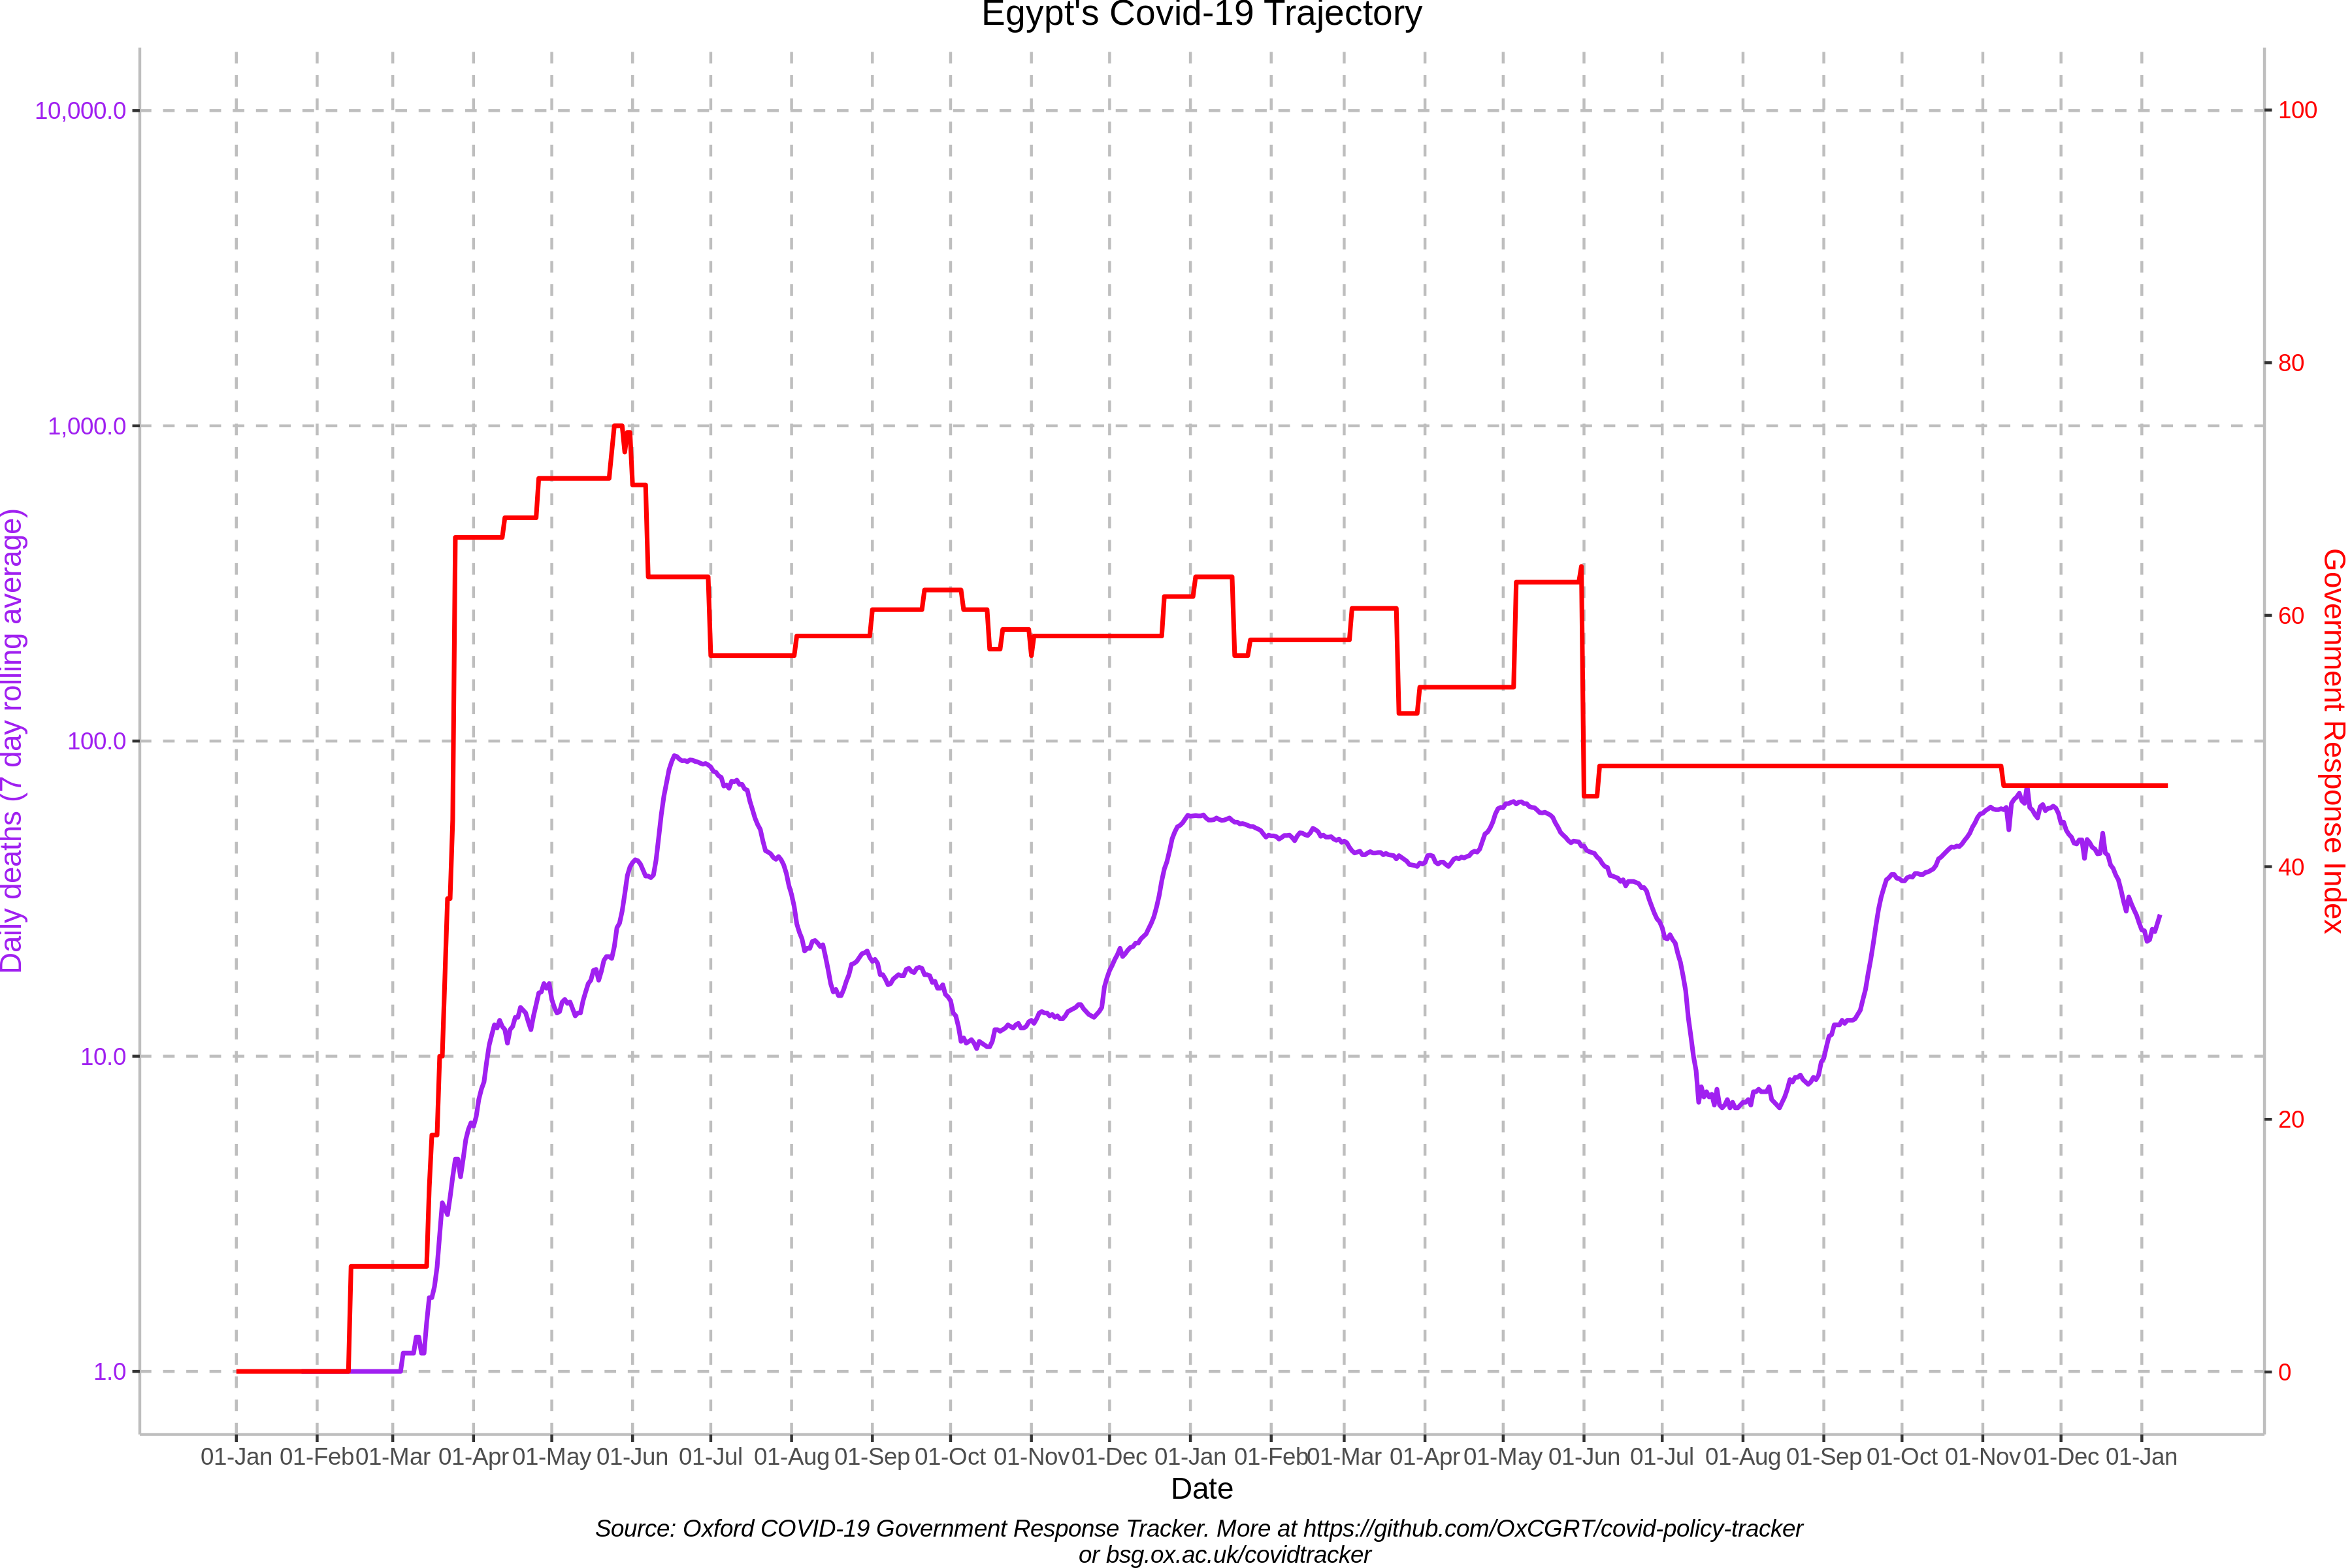 Egypt's Covid-19 Trajectory
10,000.0
1,000.0
100.0
10.0
1.0
Daily deaths (7 day rolling average)
100
80
60
40
20
0
Government Response Index
01-Jan 01-Feb 01-Mar 01-Apr 01-May 01-Jun 01-Jul 01-Aug 01-Sep 01-Oct 01-Nov 01-Dec 01-Jan 01-Feb 01-Mar 01-Apr 01-May 01-Jun 01-Jul 01-Aug 01-Sep 01-Oct 01-Nov 01-Dec 01-Jan
Date
Source: Oxford COVID-19 Government Response Tracker. More at https://github.com/OxCGRT/covid-policy-tracker
or bsg.ox.ac.uk/covidtracker